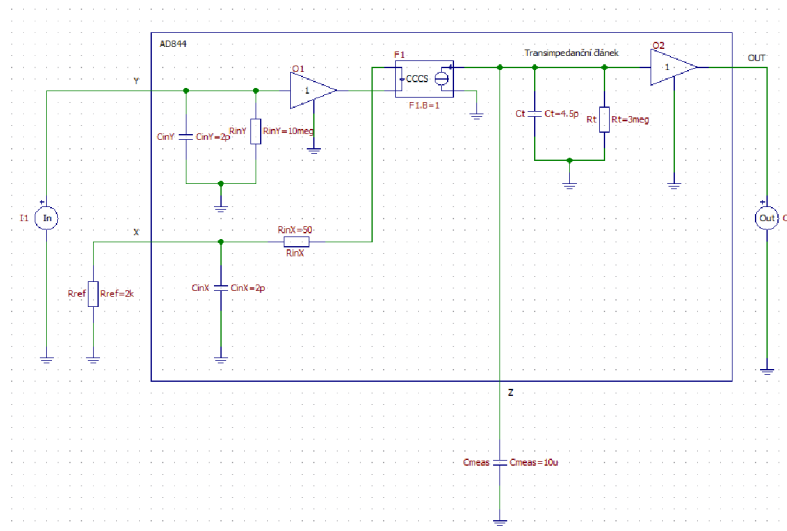 AD844
Transimpedanční článek
O1
F1
O2
OUT
Y
1
CCCS
1
F1.B=1
CinY
CinY=2p
RinY
RinY=10meg
Ct
Ct=4.5p
Rt
Rt=3meg
I1
In
Out
X
RinX=50
RinX
Rref
Rref=2k
CinX
CinX=2p
Z
Cmeas
Cmeas=10u